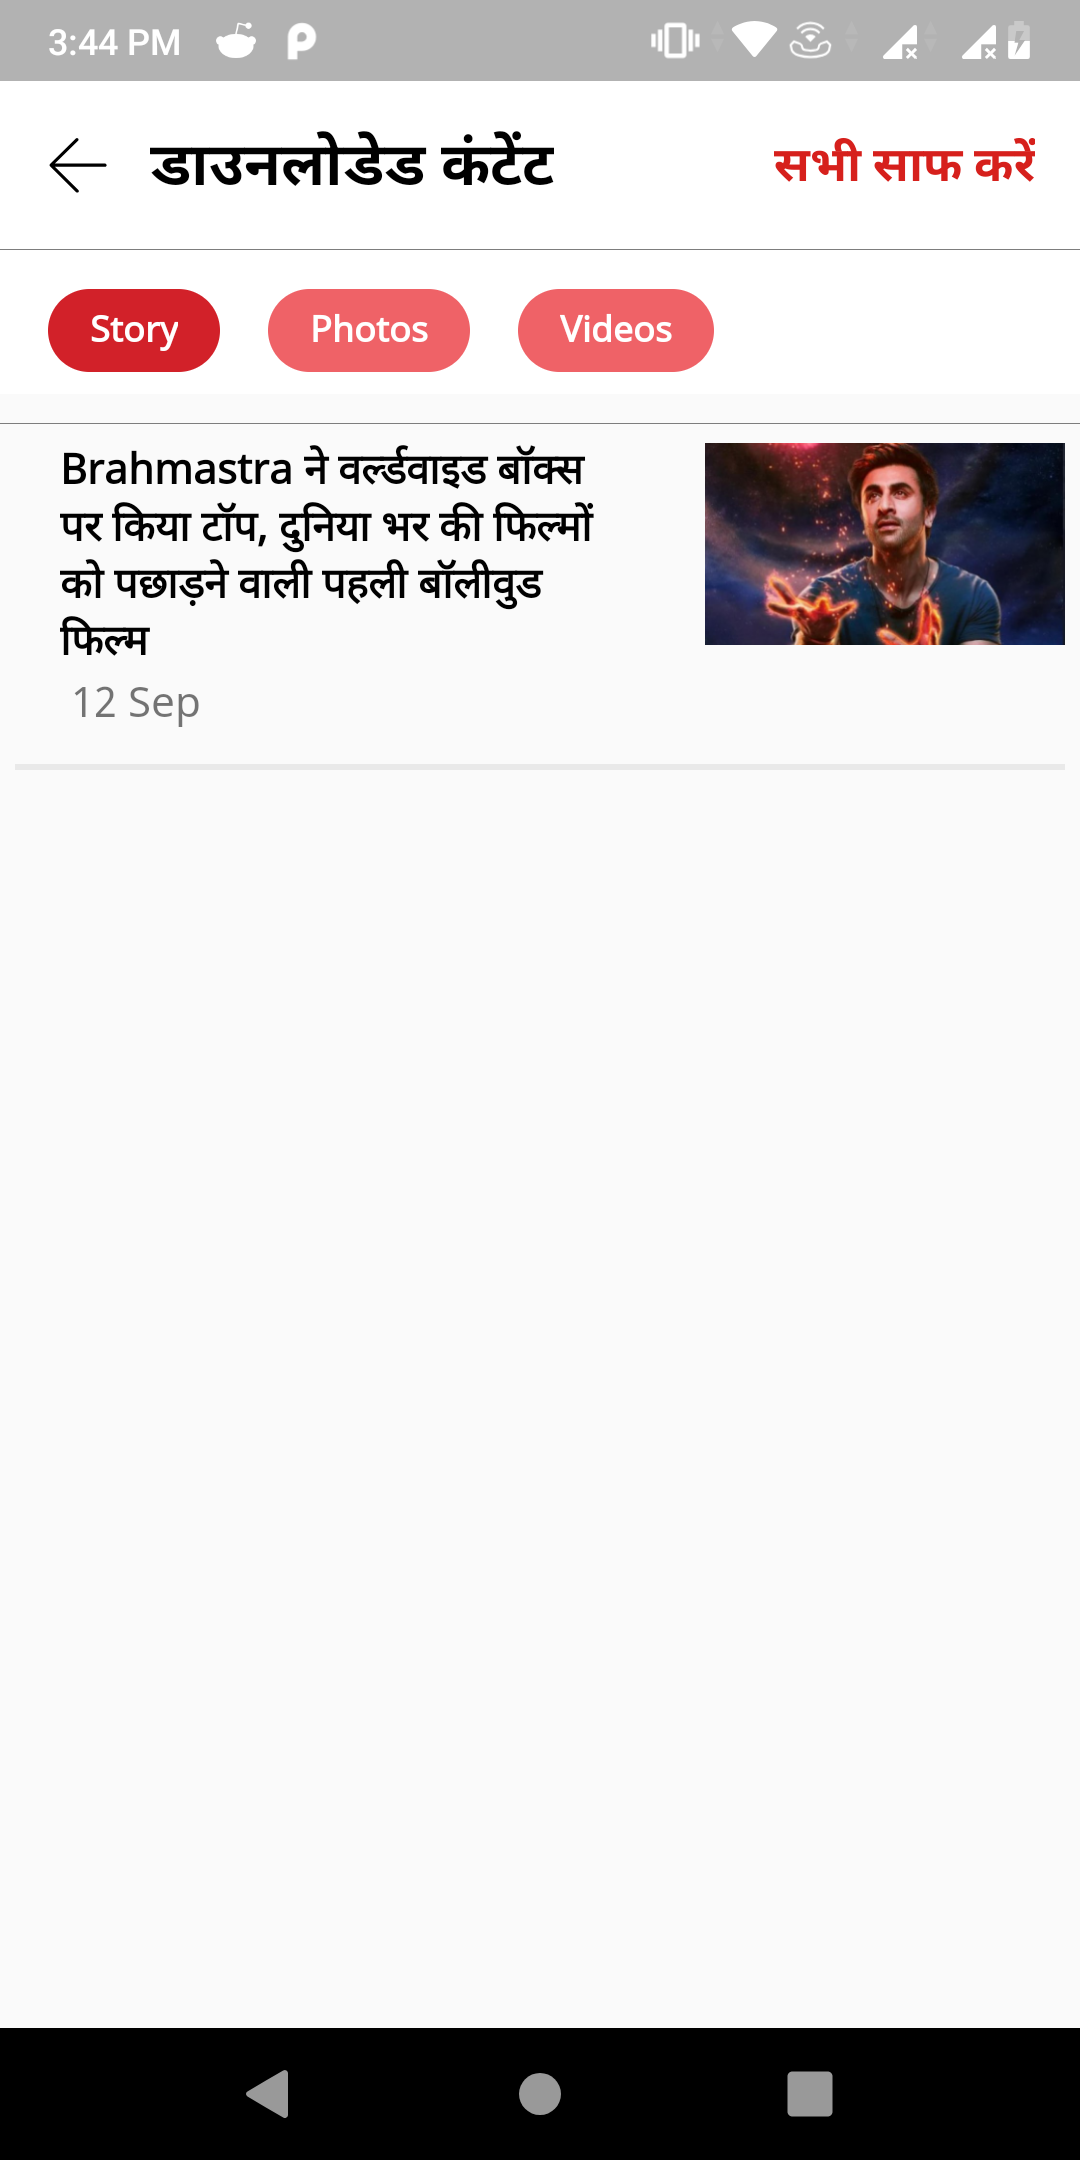 3:44 PM
डाउनलोडेड कंटेंट
सभी साफ करें
Story
Photos
Videos
Brahmastra ने वर्ल्डवाइड बॉक्स
पर किया टॉप, दुनिया भर की फिल्मों
को पछाड़ने वाली पहली बॉलीवुड
फिल्म
12 Sep